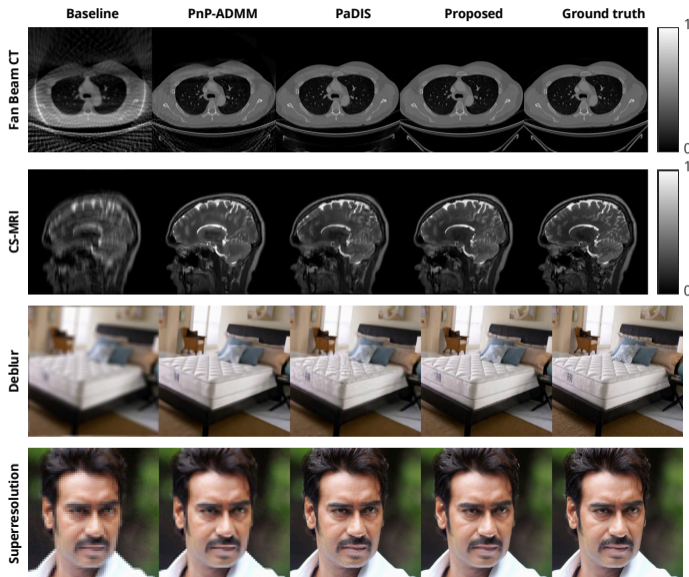 Baseline PnP-ADMM PaDIS Proposed Ground truth
Fan Beam CT
1
0
CS-MRI
1
0
Deblur
Superresolution